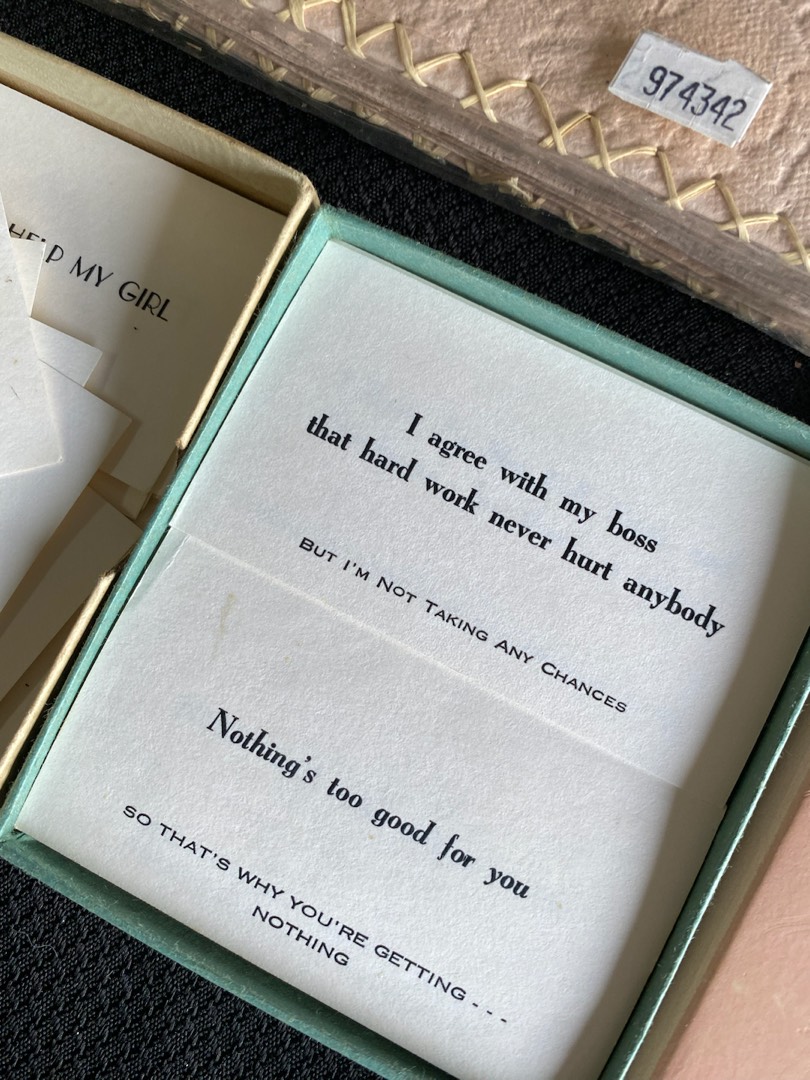 974342
HELP MY GIRL
I agree with my boss
that hard work never hurt anybody
BUT I'M NOT TAKING ANY CHANCES
Nothing's too good for you
SO THAT'S WHY YOU'RE GETTING - - -
NOTHING